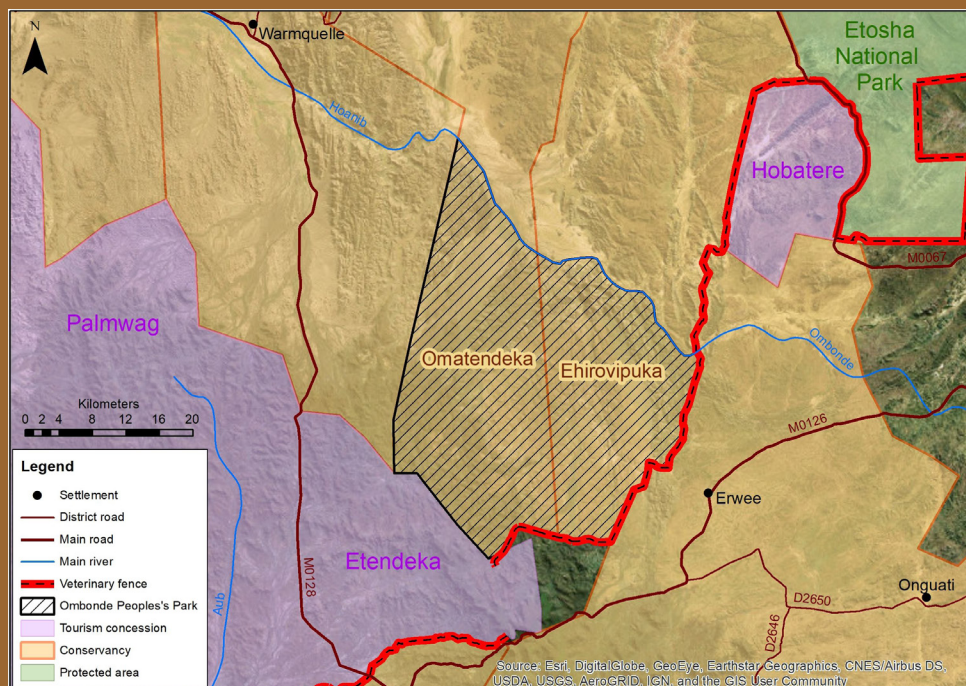 N
Warmquelle
Etosha
National
Park
Hoanib
Hobatere
M0067
Palmwag
Omatendeka
Ehirovipuka
Ombonde
Kilometers
0 2 4 8 12 16 20
M0126
Legend
Settlement
District road
Main road
Main river
Veterinary fence
Ombonde Peoples's Park
Tourism concession
Conservancy
Protected area
Erwee
Etendeka
M0128
Aub
Onguati
D2650
D2646
Source: Esri, DigitalGlobe, GeoEye, Earthstar Geographics, CNES/Airbus DS,
USDA, USGS, AeroGRID, IGN, and the GIS User Community